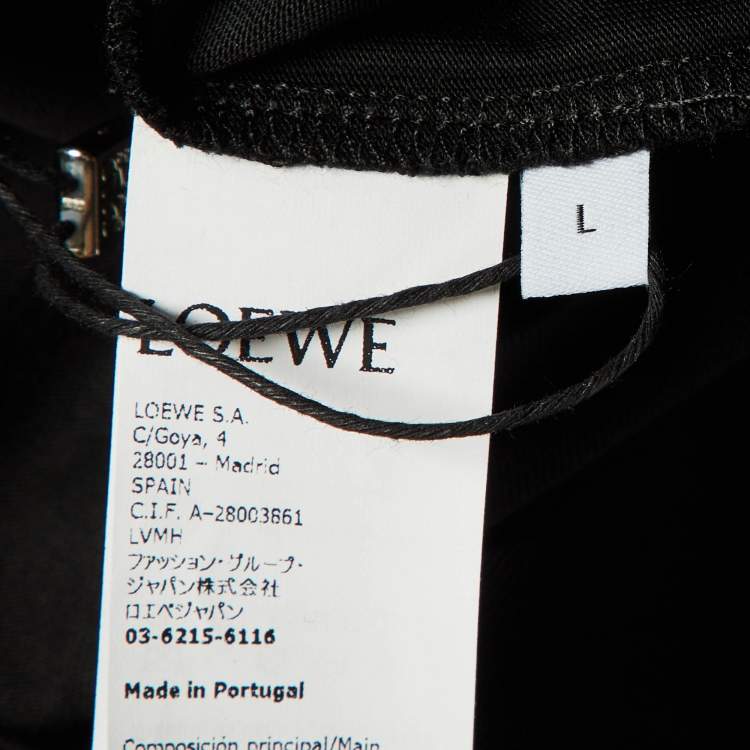 L
LOEWE
LOEWE S.A.
C/Goya, 4
28001 – Madrid
SPAIN
C.I.F. A-28003861
LVMH
ファッション・グループ・
ジャパン株式会社
ロエベジャパン
03-6215-6116
Made in Portugal
Composición principal/Main